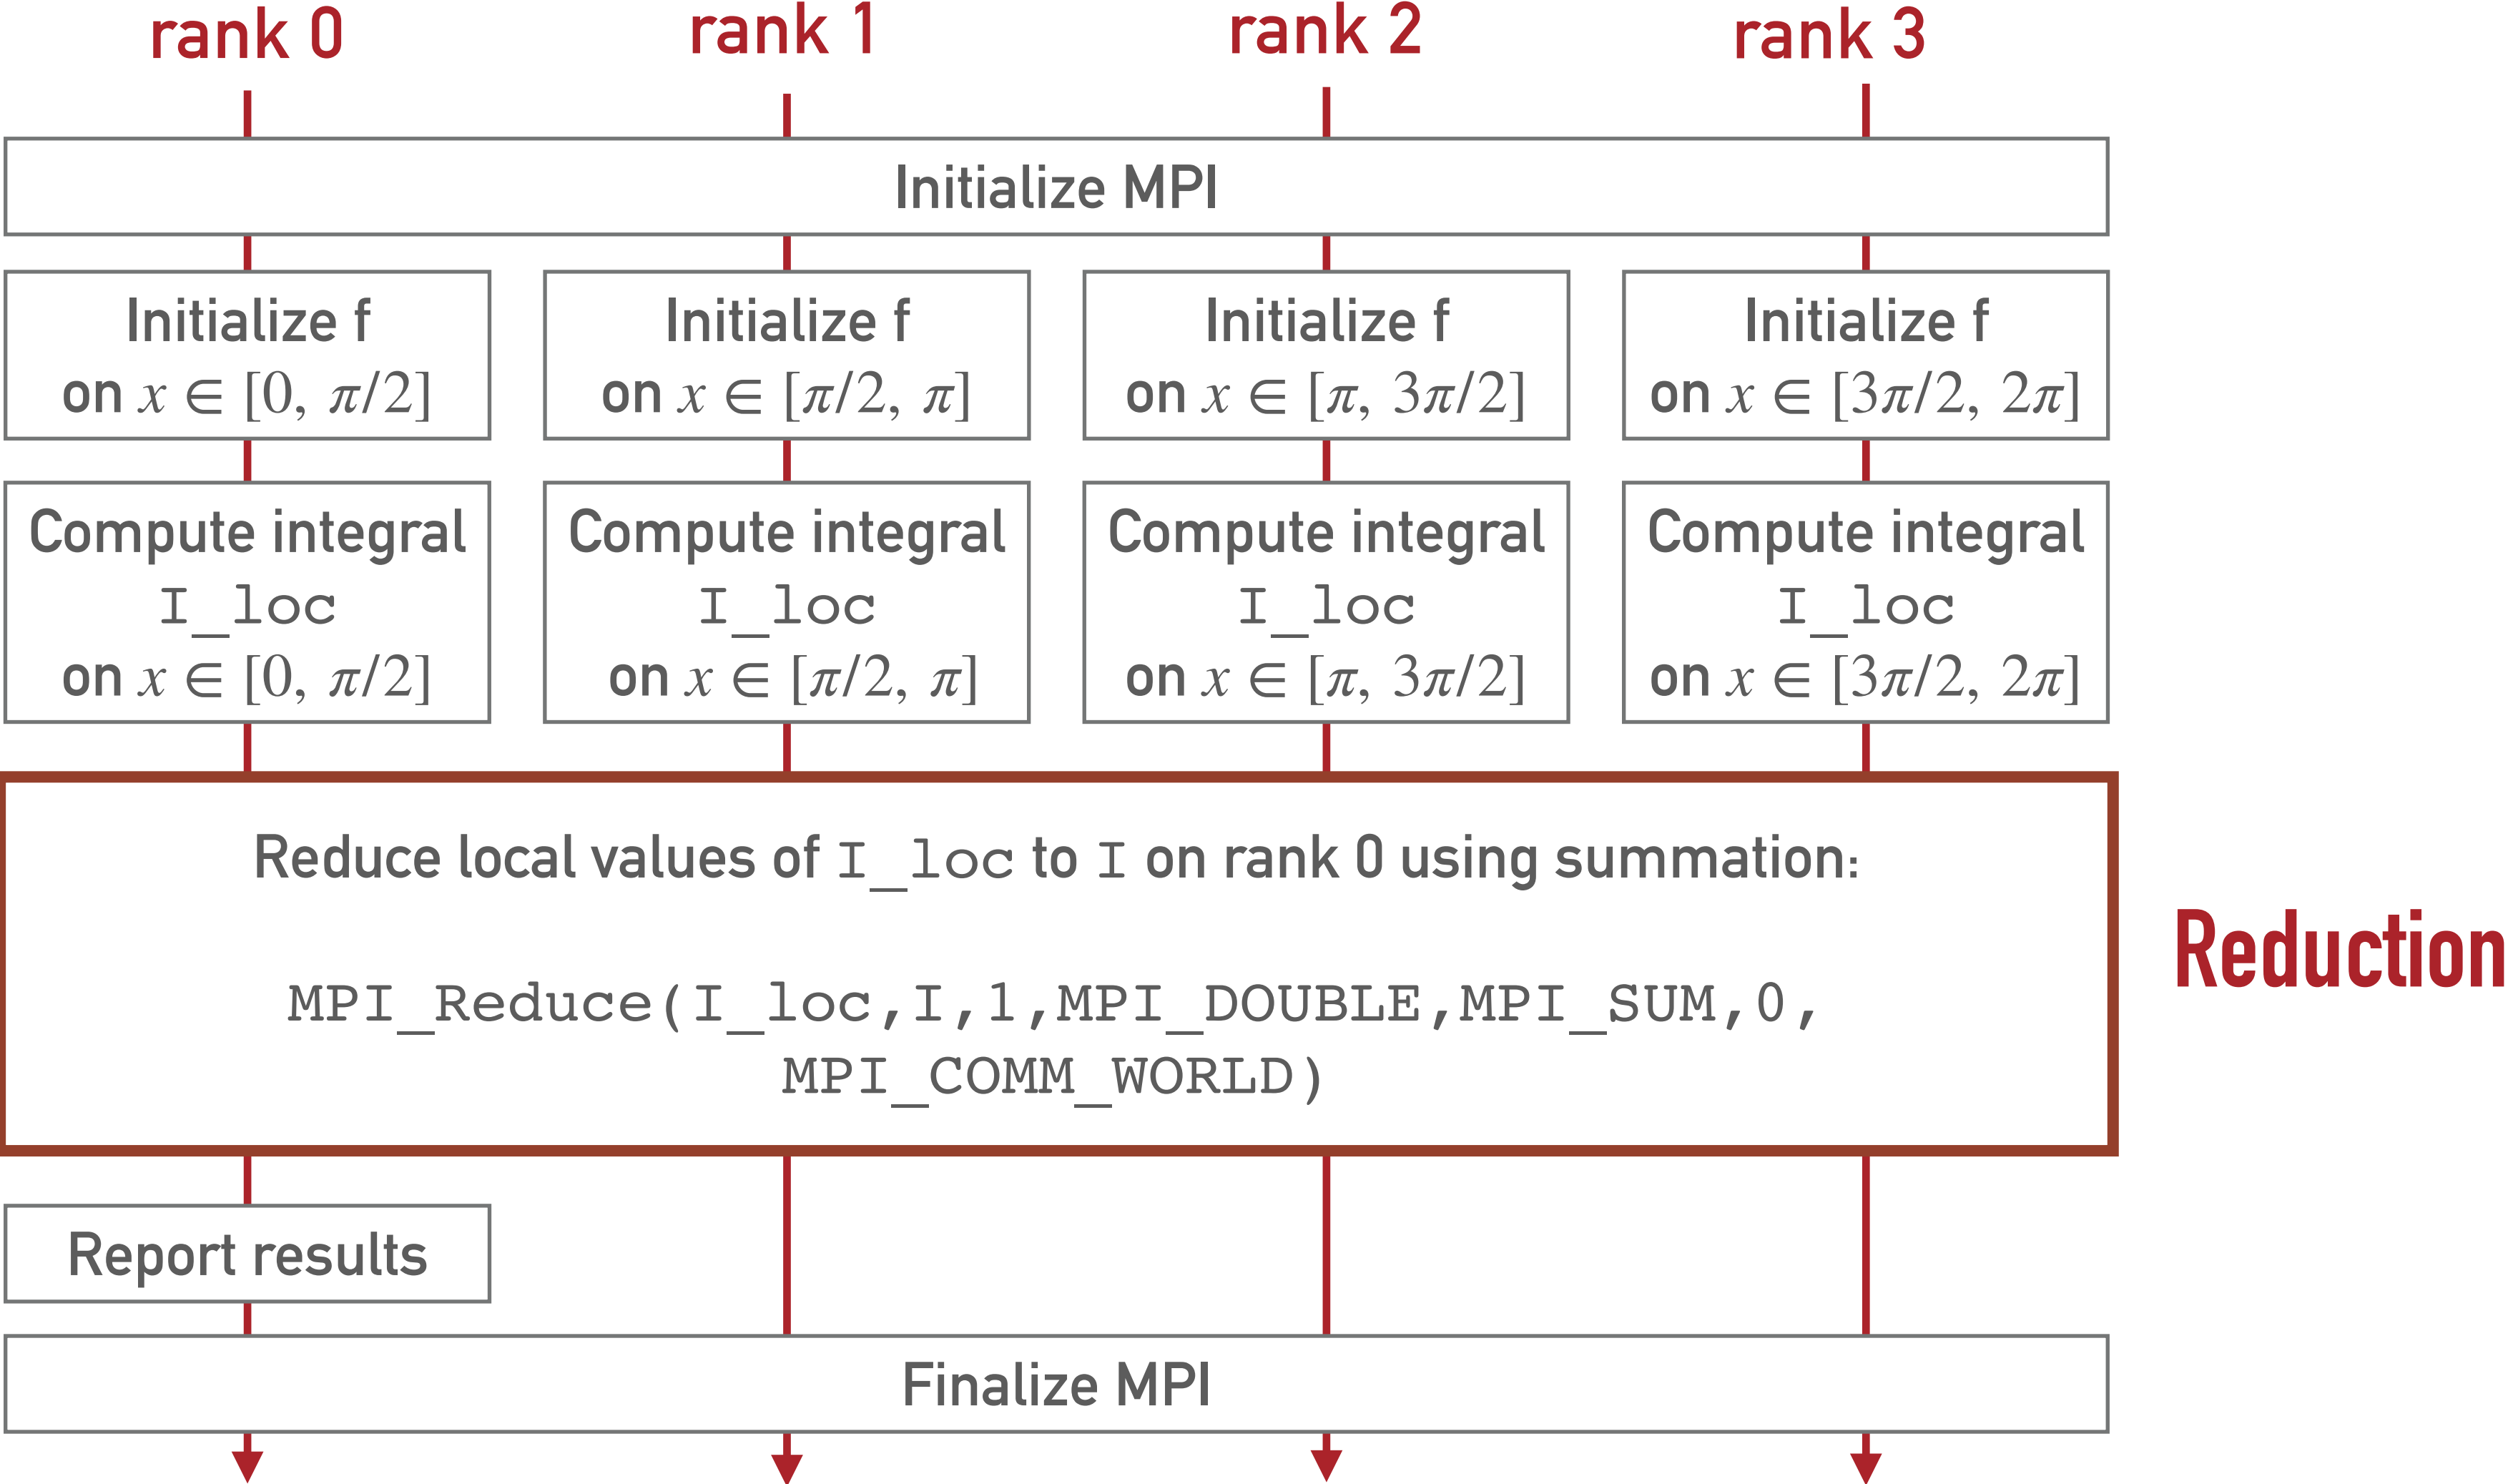 rank 0
rank 1
rank 2
rank 3
Initialize MPI
Initialize f
on x ∈ [0, π/2]
Initialize f
on x ∈ [π/2, π]
Initialize f
on x ∈ [π, 3π/2]
Initialize f
on x ∈ [3π/2, 2π]
Compute integral
I_loc
on x ∈ [0, π/2]
Compute integral
I_loc
on x ∈ [π/2, π]
Compute integral
I_loc
on x ∈ [π, 3π/2]
Compute integral
I_loc
on x ∈ [3π/2, 2π]
Reduce local values of I_loc to I on rank 0 using summation:
MPI_Reduce(I_loc,I,1,MPI_DOUBLE,MPI_SUM,0,
MPI_COMM_WORLD)
Reduction
Report results
Finalize MPI